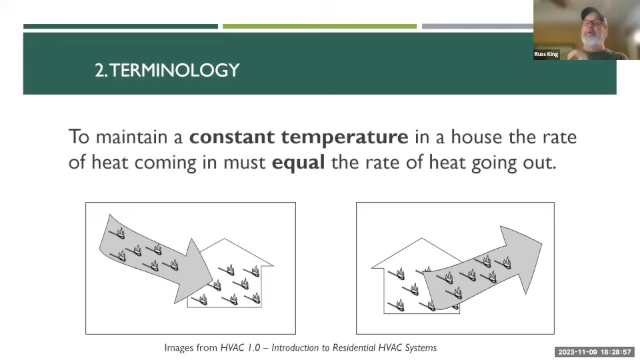 Russ King
2. TERMINOLOGY
To maintain a constant temperature in a house the rate
of heat coming in must equal the rate of heat going out.
Images from HVAC 1.0 – Introduction to Residential HVAC Systems
2023-11-09 18:28:57